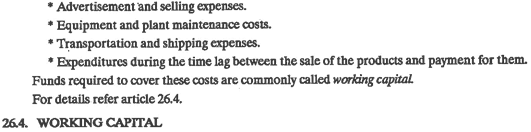 * Advertisement and selling expenses.
* Equipment and plant maintenance costs.
* Transportation and shipping expenses.
* Expenditures during the time lag between the sale of the products and payment for them.
Funds required to cover these costs are commonly called working capital.
For details refer article 26.4.
26.4. WORKING CAPITAL